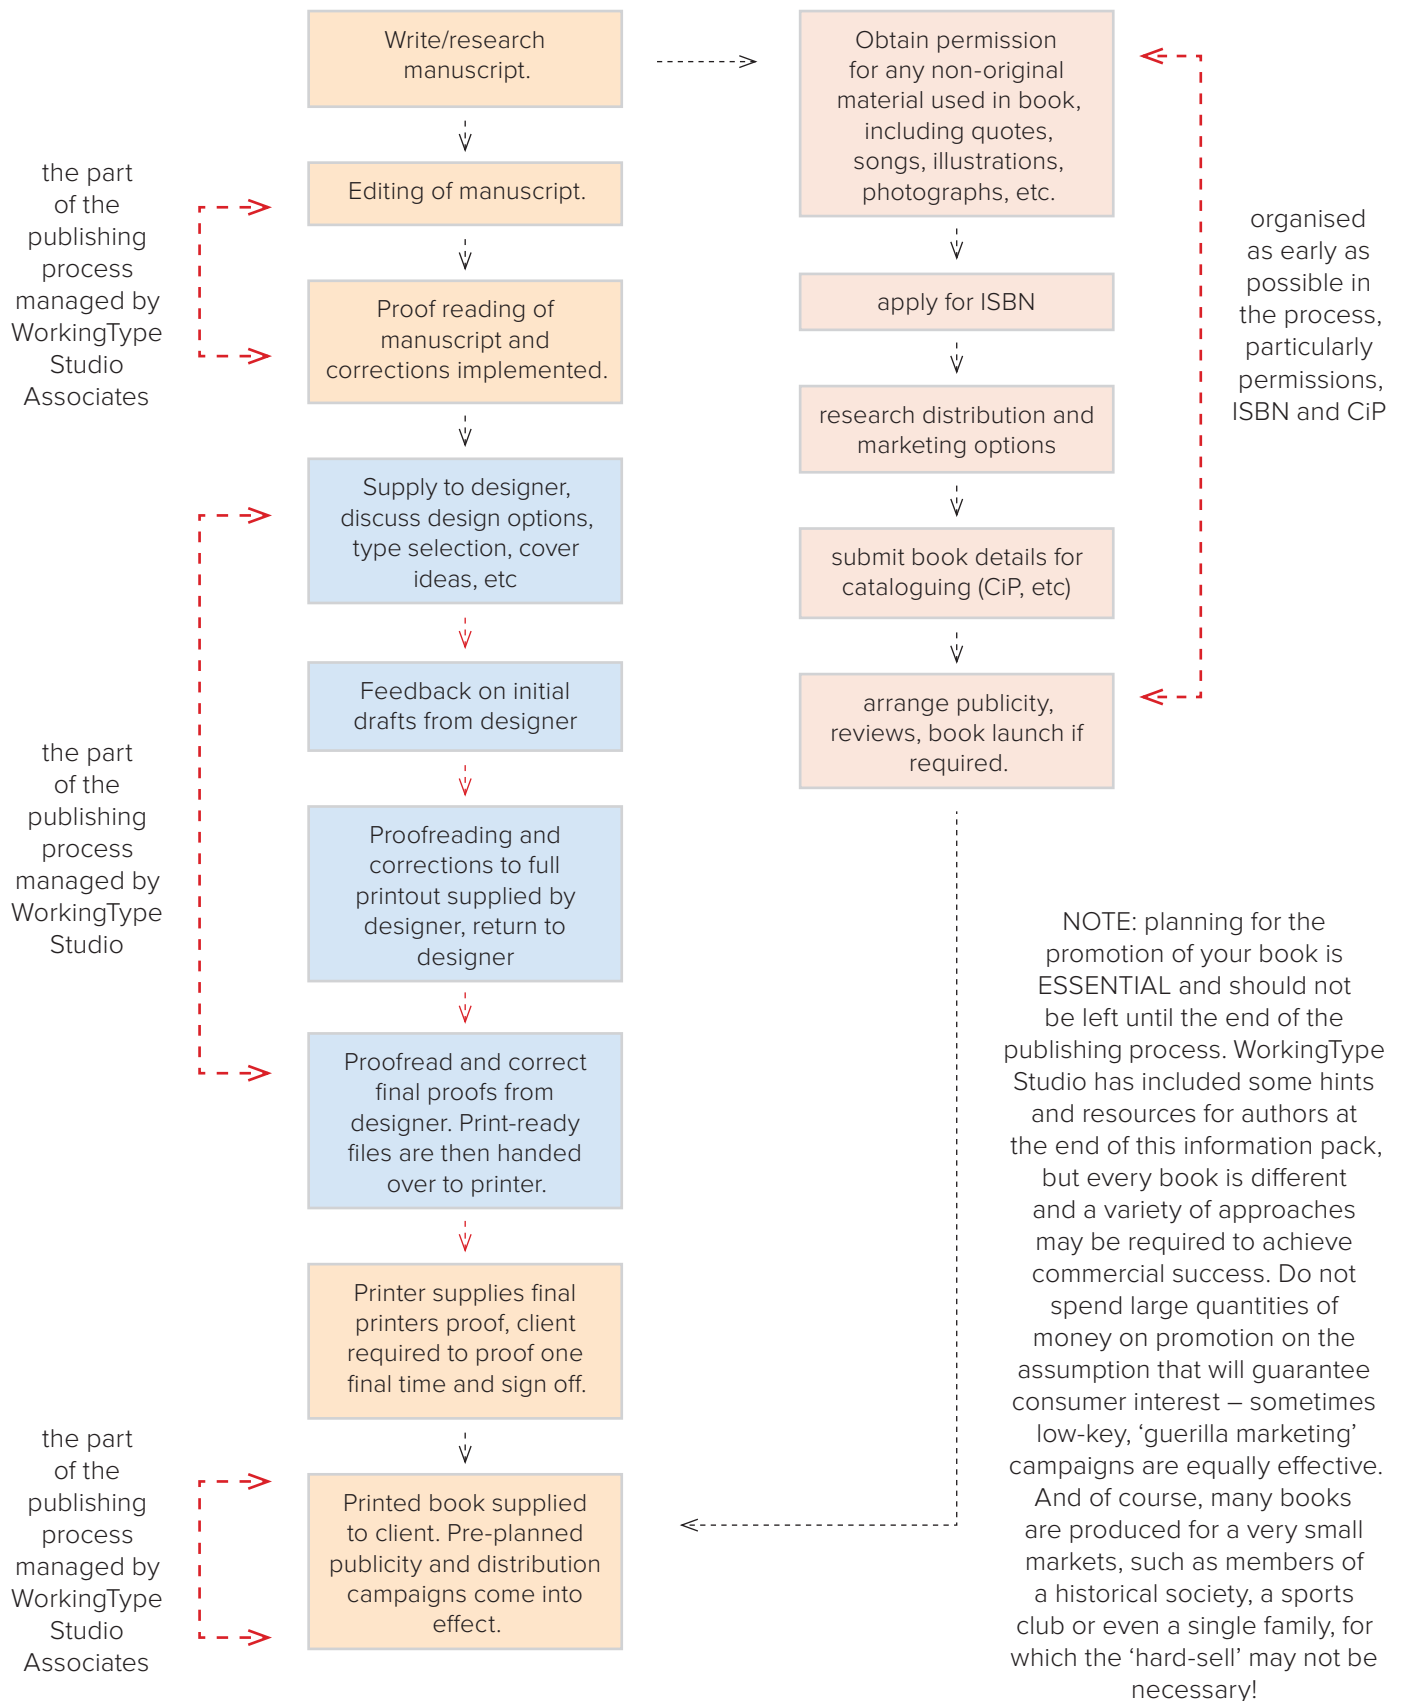 Write/research
manuscript.
Editing of manuscript.
Proof reading of
manuscript and
corrections implemented.
the part
of the
publishing
process
managed by
WorkingType
Studio
Associates
Supply to designer,
discuss design options,
type selection, cover
ideas, etc
Feedback on initial
drafts from designer
Proofreading and
corrections to full
printout supplied by
designer, return to
designer
Proofread and correct
final proofs from
designer. Print-ready
files are then handed
over to printer.
the part
of the
publishing
process
managed by
WorkingType
Studio
Printer supplies final
printers proof, client
required to proof one
final time and sign off.
Printed book supplied
to client. Pre-planned
publicity and distribution
campaigns come into
effect.
the part
of the
publishing
process
managed by
WorkingType
Studio
Associates
Obtain permission
for any non-original
material used in book,
including quotes,
songs, illustrations,
photographs, etc.
apply for ISBN
research distribution and
marketing options
submit book details for
cataloguing (CiP, etc)
arrange publicity,
reviews, book launch if
required.
organised
as early as
possible in
the process,
particularly
permissions,
ISBN and CiP
NOTE: planning for the
promotion of your book is
ESSENTIAL and should not
be left until the end of the
publishing process. WorkingType
Studio has included some hints
and resources for authors at
the end of this information pack,
but every book is different
and a variety of approaches
may be required to achieve
commercial success. Do not
spend large quantities of
money on promotion on the
assumption that will guarantee
consumer interest – sometimes
low-key, ‘guerilla marketing’
campaigns are equally effective.
And of course, many books
are produced for a very small
markets, such as members of
a historical society, a sports
club or even a single family, for
which the ‘hard-sell’ may not be
necessary!